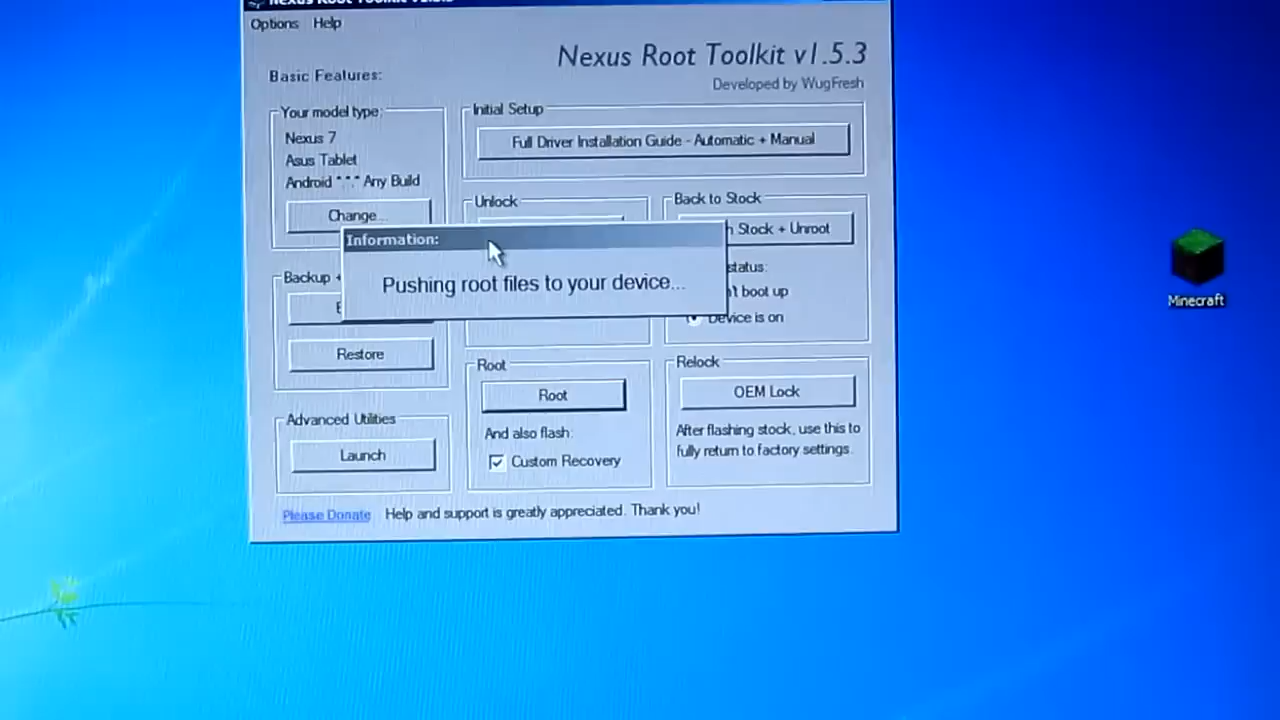 Options Help
Nexus Root Toolkit v1.5.3
Developed by WugFresh
Basic Features:
Your model type:
Nexus 7
Asus Tablet
Android *.*.* Any Build
Change...
Initial Setup
Full Driver Installation Guide - Automatic + Manual
Unlock
Back to Stock
Stock + Unroot
status:
boot up
Device is on
Information:
Pushing root files to your device...
Backup +
Restore
Root
Root
And also flash:
Custom Recovery
Relock
OEM Lock
After flashing stock, use this to
fully return to factory settings.
Advanced Utilities
Launch
Please Donate Help and support is greatly appreciated. Thank you!
Minecraft